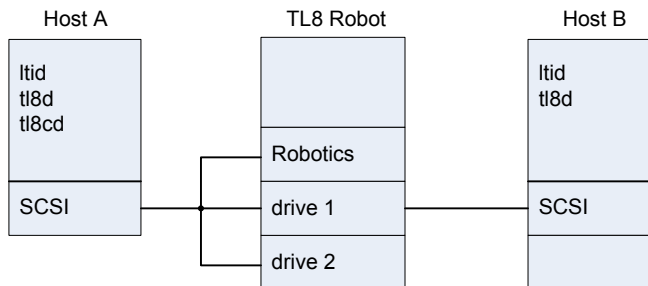 Host A
TL8 Robot
Host B
ltid
tl8d
tl8cd
SCSI
Robotics
drive 1
drive 2
ltid
tl8d
SCSI